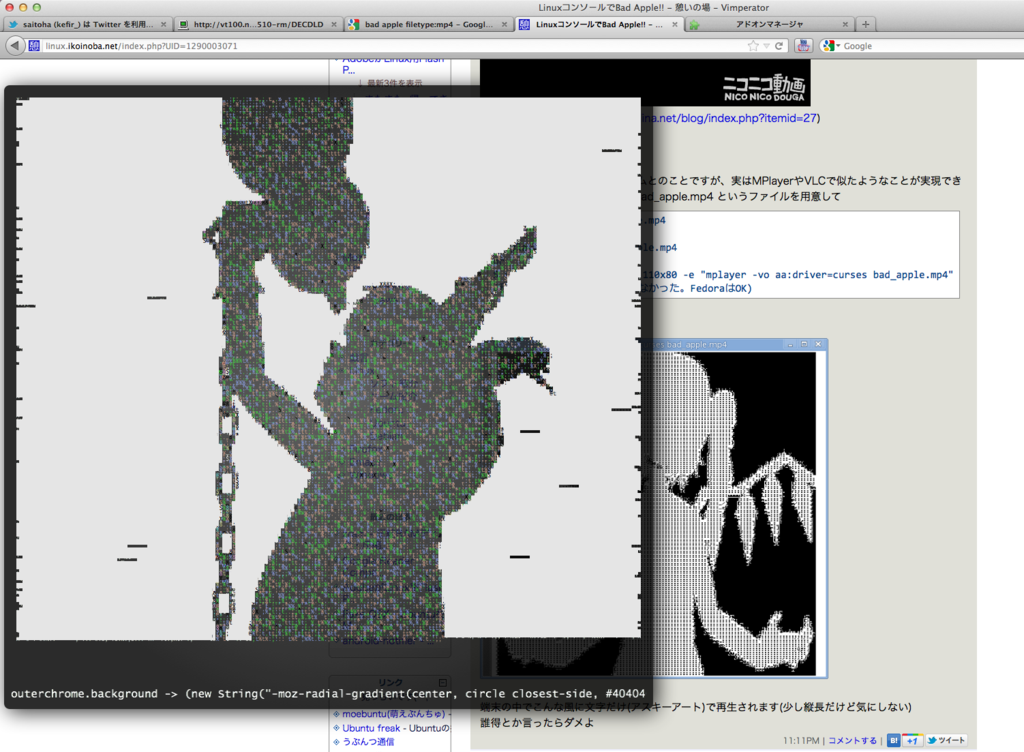 LinuxコンソールでBad Apple!! – 憩いの場 - Vimperator
saitoha (kefir_) は Twitter を利用...
http://vt100.n...510-rm/DECDLD
bad apple filetype:mp4 - Googl...
LinuxコンソールでBad Apple!! – ...
アドオンマネージャ
linux.ikoinoba.net/index.php?UID=1290003071
Google
P...
↓ 最新3件を表示
ニコニコ動画
NICO NICO DOUGA
na.net/blog/index.php?itemid=27)
とのことですが、実はMPlayerやVLCで似たようなことが実現でき
ad_apple.mp4 というファイルを用意して
.mp4
le.mp4
110x80 -e "mplayer -vo aa:driver=curses bad_apple.mp4"
なかった。FedoraはOK)
es bad_apple.mp4
リンク
outerchrome.background -> (new String("-moz-radial-gradient(center, circle closest-side, #40404
moebuntu(萌えぶんちゅ) -
Ubuntu freak - Ubuntuの
うぶんつ通信
端末の中でこんな風に文字だけ(アスキーアート)で再生されます(少し縦長だけど気にしない)
誰得とか言ったらダメよ
11:11PM | コメントする |
B!
+1
ツイート